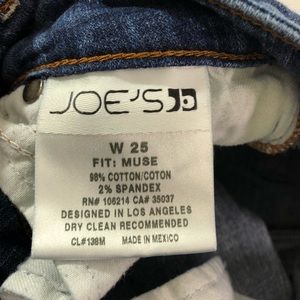 JOE'S
W 25
FIT: MUSE
98% COTTON/COTON
2% SPANDEX
RN# 106214 CA# 35037
DESIGNED IN LOS ANGELES
DRY CLEAN RECOMMENDED
CL#138M MADE IN MEXICO